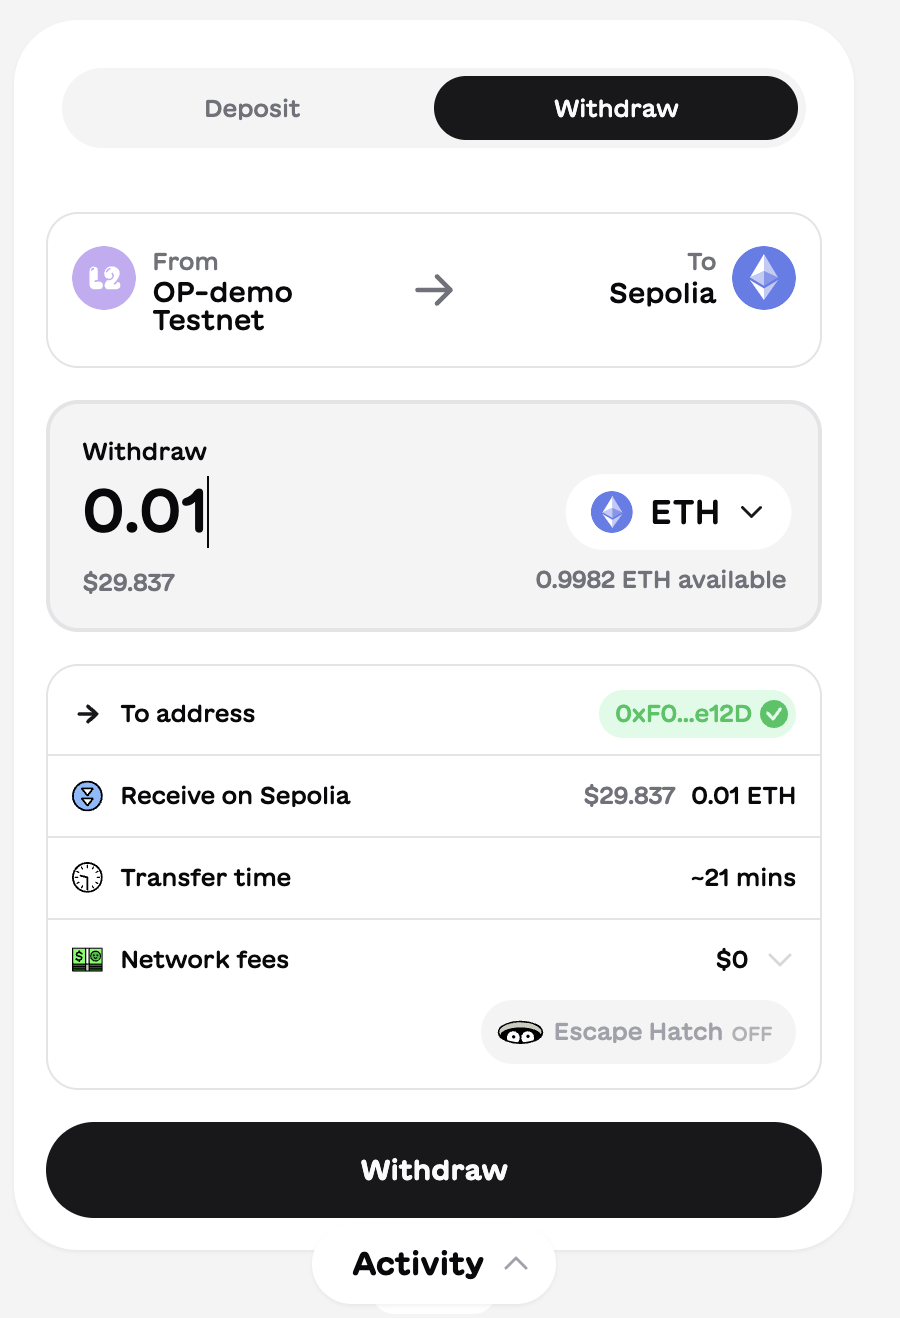 Deposit
Withdraw
L2
From
OP-demo
Testnet
To
Sepolia
Withdraw
0.01
ETH
$29.837
0.9982 ETH available
To address
0xF0...e12D
Receive on Sepolia
$29.837 0.01 ETH
Transfer time
~21 mins
Network fees
$0
Escape Hatch OFF
Withdraw
Activity